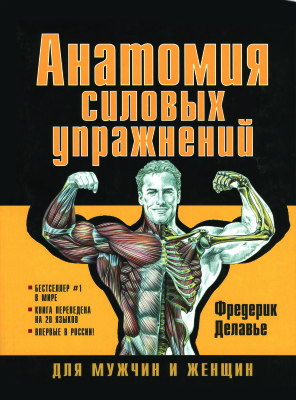 Анатомия
силовых
упражнений
БЕСТСЕЛЛЕР #1
В МИРЕ
КНИГА ПЕРЕВЕДЕНА
НА 20 ЯЗЫКОВ
ВПЕРВЫЕ В РОССИИ!
Фредерик
Делавье
ДЛЯ МУЖЧИН И ЖЕНЩИН